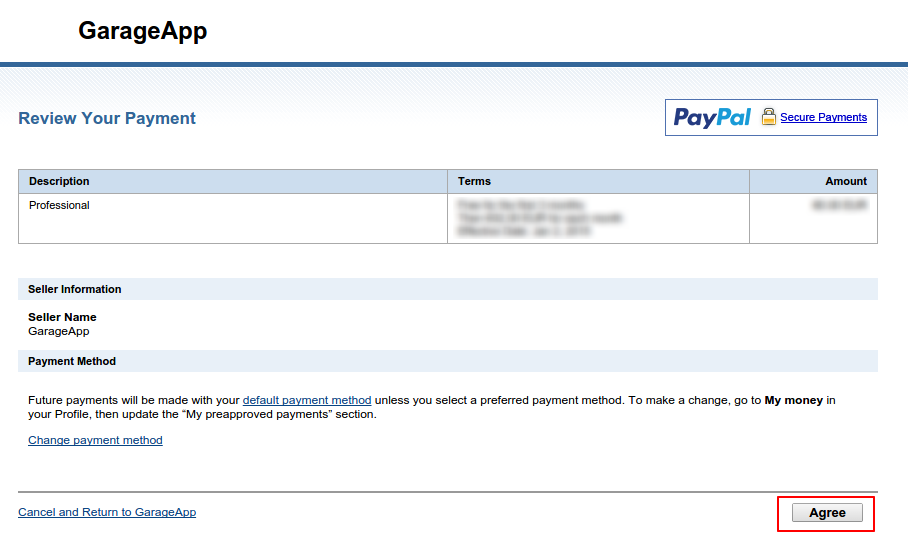 GarageApp
Review Your Payment
PayPal Secure Payments
Description Terms Amount
Professional
Seller Information
Seller Name
GarageApp
Payment Method
Future payments will be made with your default payment method unless you select a preferred payment method. To make a change, go to My money in
your Profile, then update the “My preapproved payments” section.
Change payment method
Cancel and Return to GarageApp Agree